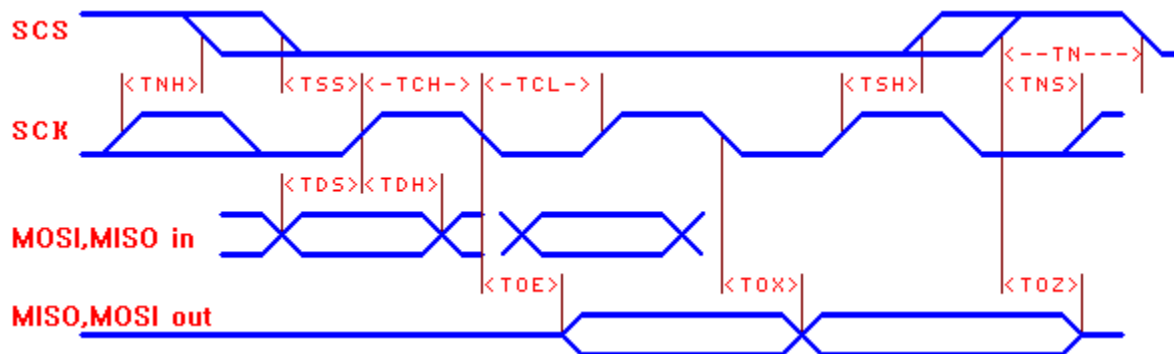 SCS
<--TN--->
<TNH> <TSS> <-TCH-> <-TCL-> <TSH> <TNS>
SCK
<TDS> <TDH>
MOSI,MISO in
<TOE> <TOX> <TOZ>
MISO,MOSI out